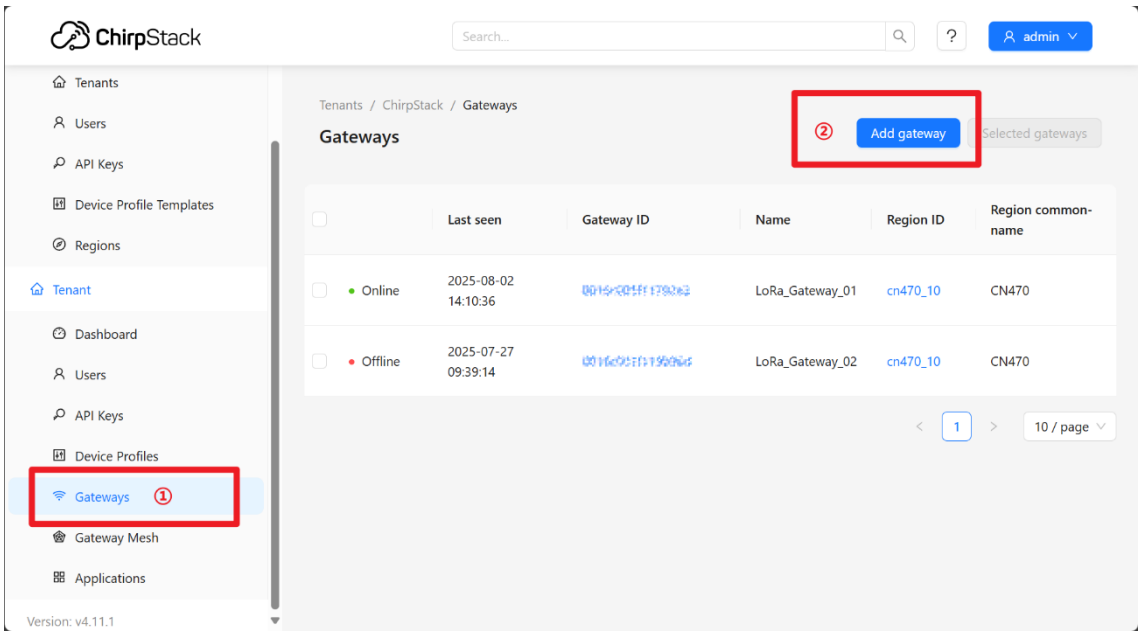 ChirpStack
Search...
?
admin
Tenants
Users
API Keys
Device Profile Templates
Regions
Tenant
Dashboard
Users
API Keys
Device Profiles
Gateways ①
Gateway Mesh
Applications
Version: v4.11.1
Tenants / ChirpStack / Gateways
Gateways
② Add gateway
Selected gateways
Last seen Gateway ID Name Region ID Region common-
name
Online 2025-08-02
14:10:36
LoRa_Gateway_01 cn470_10 CN470
Offline 2025-07-27
09:39:14
LoRa_Gateway_02 cn470_10 CN470
< 1 > 10 / page